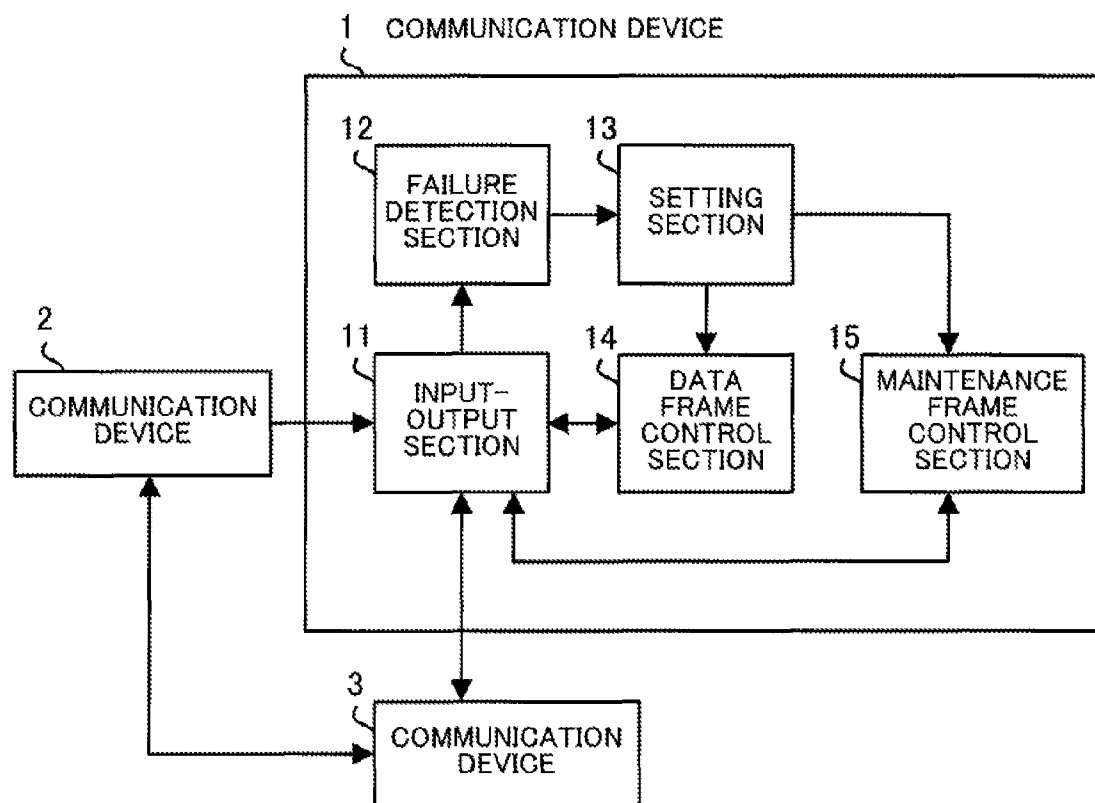 1 COMMUNICATION DEVICE
12
FAILURE
DETECTION
SECTION
13
SETTING
SECTION
2
COMMUNICATION
DEVICE
11
INPUT-
OUTPUT
SECTION
14
DATA
FRAME
CONTROL
SECTION
15
MAINTENANCE
FRAME
CONTROL
SECTION
3
COMMUNICATION
DEVICE